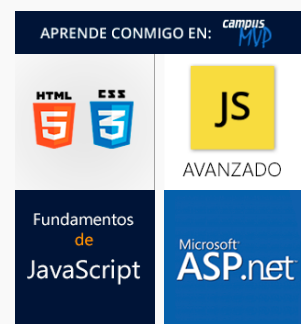 APRENDE CONMIGO EN: campus MVP
HTML CSS
5 3
JS
AVANZADO
Fundamentos
de
JavaScript
Microsoft
ASP.net